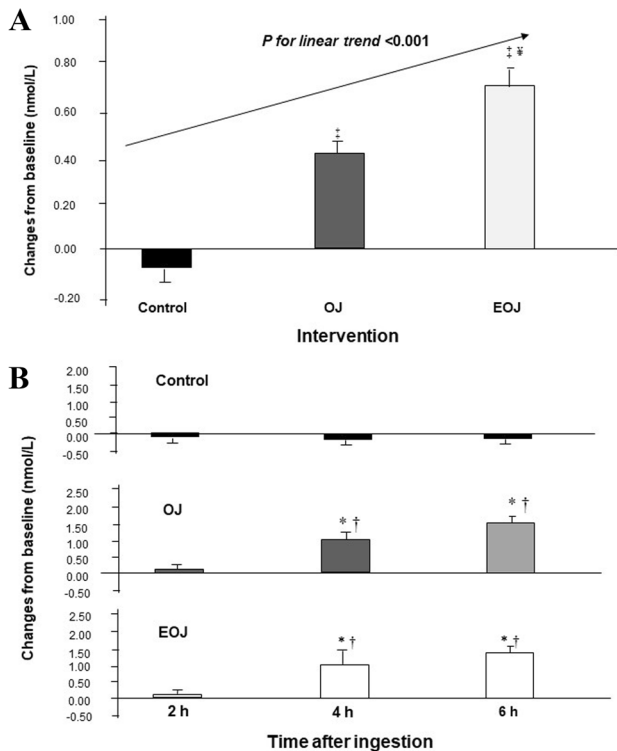 A
Changes from baseline (nmol/L)
1.00
0.80
0.60
0.40
0.20
0.00
-0.20
P for linear trend <0.001
‡
‡ ¥
Control OJ EOJ
Intervention
B
Changes from baseline (nmol/L)
Control
2.00
1.50
1.00
0.50
0.00
-0.50
OJ
2.50
2.00
1.50
1.00
0.50
0.00
-0.50
* †
* †
Changes from baseline (nmol/L)
EOJ
2.50
2.00
1.50
1.00
0.50
0.00
-0.50
* †
* †
2 h 4 h 6 h
Time after ingestion